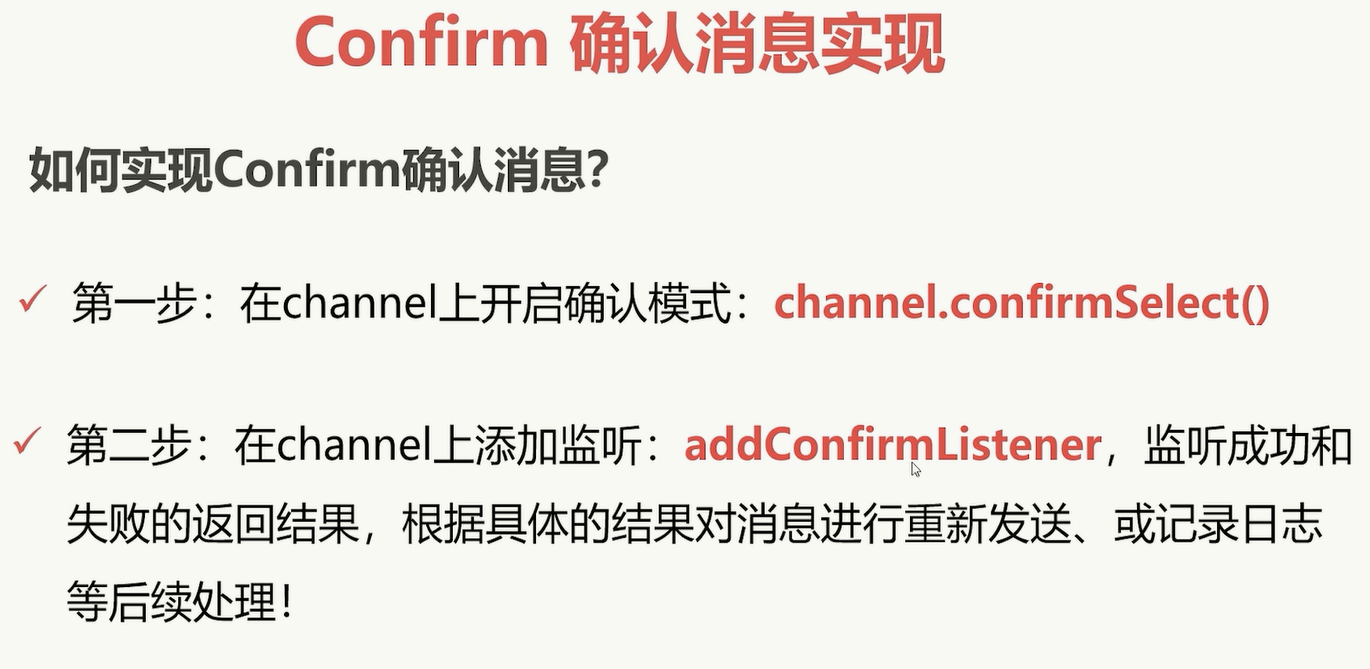 Confirm 确认消息实现
如何实现Confirm确认消息？
✓ 第一步：在channel上开启确认模式：channel.confirmSelect()
✓ 第二步：在channel上添加监听：addConfirmListener，监听成功和
失败的返回结果，根据具体的结果对消息进行重新发送、或记录日志
等后续处理！